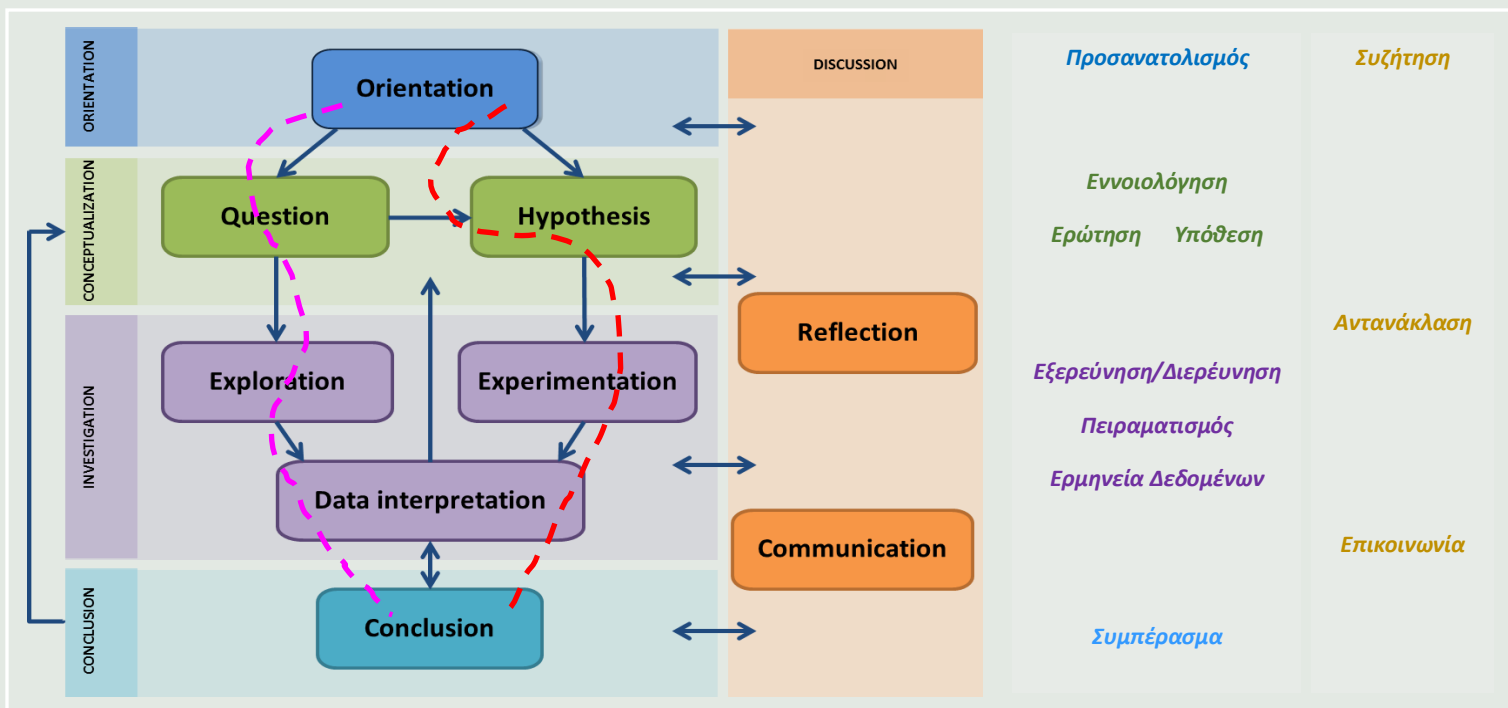 ORIENTATION
Orientation
CONCEPTUALIZATION
Question
Hypothesis
INVESTIGATION
Exploration
Experimentation
Data interpretation
CONCLUSION
Conclusion
DISCUSSION
Reflection
Communication
Προσανατολισμός
Εννοιολόγηση
Ερώτηση Υπόθεση
Εξερεύνηση/Διερέυνηση
Πειραματισμός
Ερμηνεία Δεδομένων
Συμπέρασμα
Συζήτηση
Αντανάκλαση
Επικοινωνία